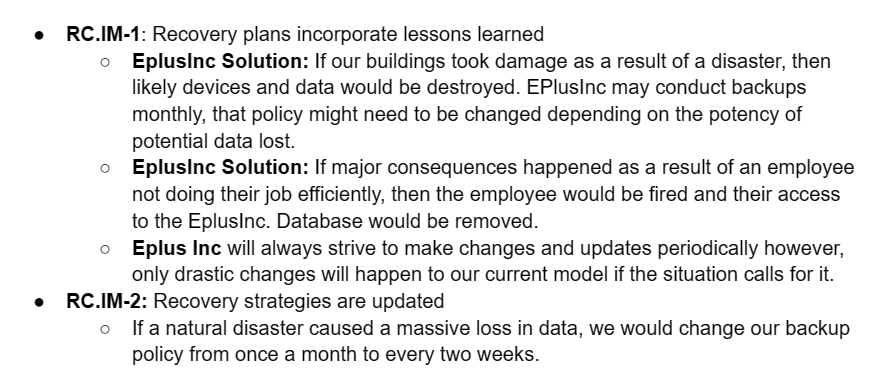 ● RC.IM-1: Recovery plans incorporate lessons learned
○ EplusInc Solution: If our buildings took damage as a result of a disaster, then
likely devices and data would be destroyed. EPlusInc may conduct backups
monthly, that policy might need to be changed depending on the potency of
potential data lost.
○ EplusInc Solution: If major consequences happened as a result of an employee
not doing their job efficiently, then the employee would be fired and their access
to the EplusInc. Database would be removed.
○ Eplus Inc will always strive to make changes and updates periodically however,
only drastic changes will happen to our current model if the situation calls for it.
● RC.IM-2: Recovery strategies are updated
○ If a natural disaster caused a massive loss in data, we would change our backup
policy from once a month to every two weeks.